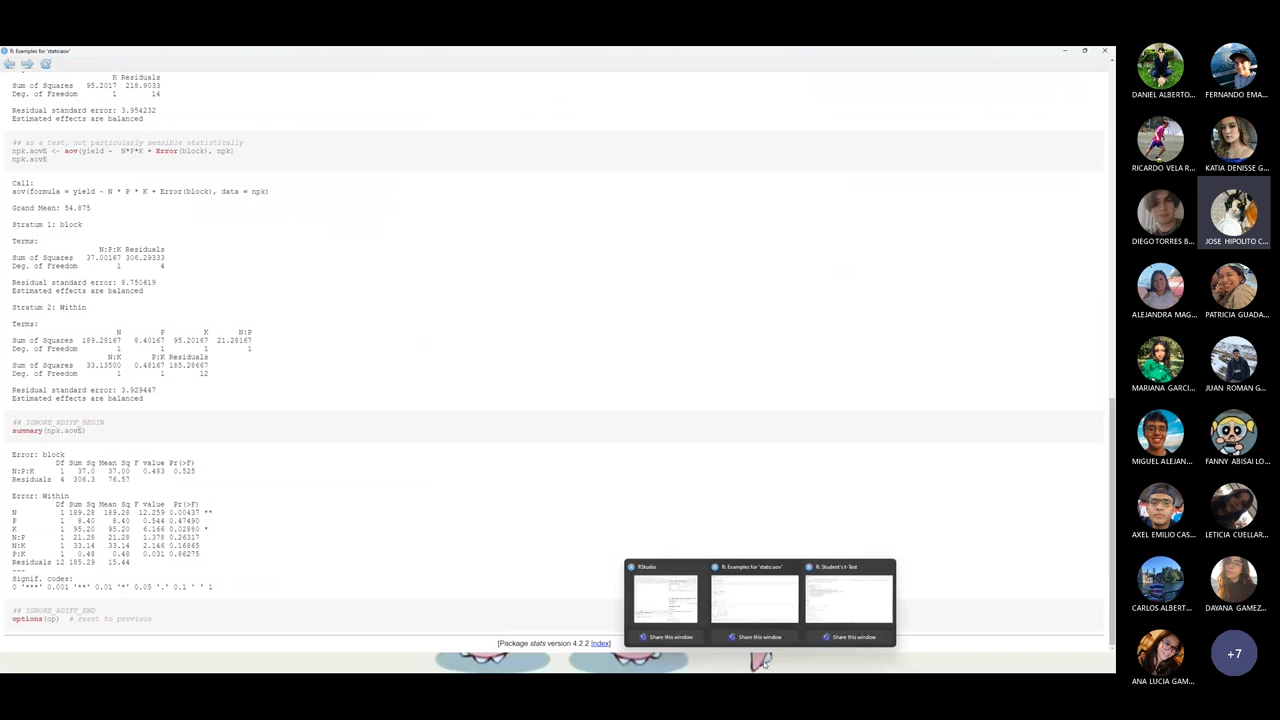 R: Examples for 'stats:aov'
K Residuals
Sum of Squares 95.2017 218.9033
Deg. of Freedom 1 14
Residual standard error: 3.954232
Estimated effects are balanced
## as a test, not particularly sensible statistically
npk.aovE <- aov(yield ~ N*P*K + Error(block), npk)
npk.aovE
Call:
aov(formula = yield ~ N * P * K + Error(block), data = npk)
Grand Mean: 54.875
Stratum 1: block
Terms:
N:P:K Residuals
Sum of Squares 37.00167 306.29333
Deg. of Freedom 1 4
Residual standard error: 8.750619
Estimated effects are balanced
Stratum 2: Within
Terms:
N P K N:P
Sum of Squares 189.28167 8.40167 95.20167 21.28167
Deg. of Freedom 1 1 1 1
N:K P:K Residuals
Sum of Squares 33.13500 0.48167 185.28667
Deg. of Freedom 1 1 12
Residual standard error: 3.929447
Estimated effects are balanced
## IGNORE_RDIFF_BEGIN
summary(npk.aovE)
Error: block
Df Sum Sq Mean Sq F value Pr(>F)
N:P:K 1 37.0 37.00 0.483 0.525
Residuals 4 306.3 76.57
Error: Within
Df Sum Sq Mean Sq F value Pr(>F)
N 1 189.28 189.28 12.259 0.00437 **
P 1 8.40 8.40 0.544 0.47490
K 1 95.20 95.20 6.166 0.02880 *
N:P 1 21.28 21.28 1.378 0.26317
N:K 1 33.14 33.14 2.146 0.16865
P:K 1 0.48 0.48 0.031 0.86275
Residuals 12 185.29 15.44
---
Signif. codes:
0 '***' 0.001 '**' 0.01 '*' 0.05 '.' 0.1 ' ' 1
## IGNORE_RDIFF_END
options(op) # reset to previous
[Package stats version 4.2.2 Index]
RStudio
R: Examples for 'stats:aov'
R: Student's t-Test
Share this window
Share this window
Share this window
DANIEL ALBERTO...
FERNANDO EMA...
RICARDO VELA R...
KATIA DENISSE G...
DIEGO TORRES B...
JOSE HIPOLITO C...
ALEJANDRA MAG...
PATRICIA GUADA...
MARIANA GARCI...
JUAN ROMAN G...
MIGUEL ALEJAN...
FANNY ABISAI LO...
AXEL EMILIO CAS...
LETICIA CUELLAR...
CARLOS ALBERT...
DAYANA GAMEZ...
ANA LUCIA GAM...
+7